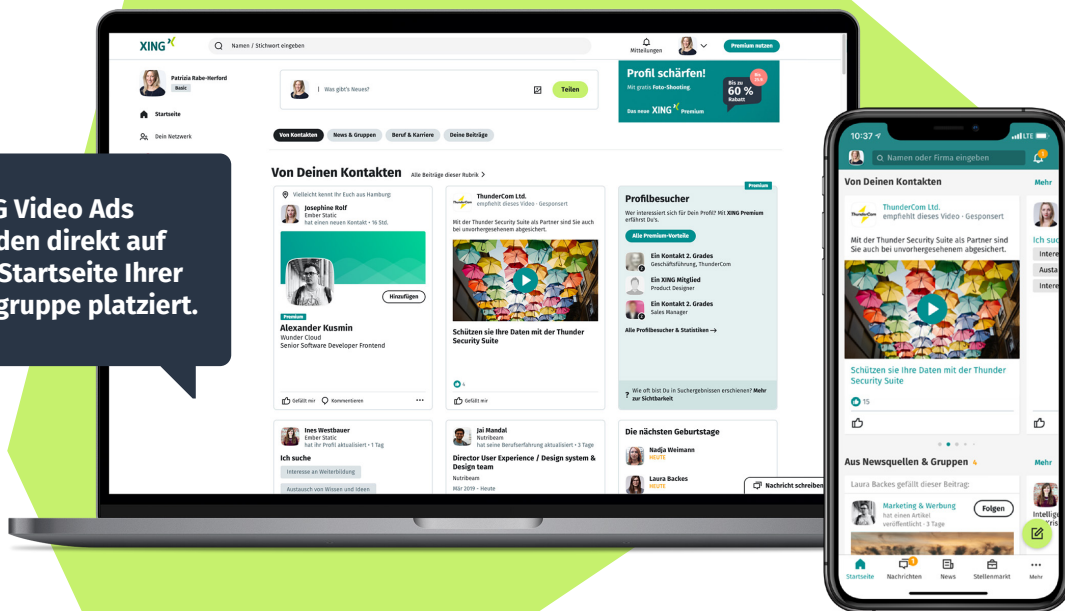 G Video Ads
den direkt auf
Startseite Ihrer
gruppe platziert.
XING
Namen / Stichwort eingeben
Mitteilungen
Premium nutzen
Patrizia Rabe-Herford
Basic
Startseite
Dein Netzwerk
Was gibt's Neues?
Teilen
Profil schärfen!
Mit gratis Foto-Shooting.
Das neue XING Premium
Bis zu
60 %
Rabatt
Von Kontakten
News & Gruppen
Beruf & Karriere
Deine Beiträge
Von Deinen Kontakten
Alle Beiträge dieser Rubrik >
Vielleicht kennt Ihr Euch aus Hamburg
Josephine Rolf
Ember Static
hat einen neuen Kontakt • 16 Std.
Hinzufügen
Premium
Alexander Kusmin
Wunder Cloud
Senior Software Developer Frontend
Gefällt mir
Kommentieren
ThunderCom Ltd.
empfiehlt dieses Video · Gesponsert
Mit der Thunder Security Suite als Partner sind Sie auch
bei unvorhergesehenem abgesichert.
Schützen sie Ihre Daten mit der Thunder
Security Suite
4
Gefällt mir
Premium
Profilbesucher
Wer interessiert sich für Dein Profil? Mit XING Premium
erfährst Du's.
Alle Premium-Vorteile
Ein Kontakt 2. Grades
Geschäftsführung, ThunderCom
Ein XING Mitglied
Product Designer
Ein Kontakt 2. Grades
Sales Manager
Alle Profilbesucher & Statistiken →
? Wie oft bist Du in Suchergebnissen erschienen? Mehr
zur Sichtbarkeit
Ines Westbauer
Ember Static
hat ihr Profil aktualisiert • 1 Tag
Ich suche
Interesse an Weiterbildung
Austausch von Wissen und Ideen
Jai Mandal
Nutribeam
hat seine Berufserfahrung aktualisiert • 3 Tage
Director User Experience / Design system &
Design team
Nutribeam
Mär 2019 - Heute
Die nächsten Geburtstage
Nadja Weimann
HEUTE
Laura Backes
HEUTE
Nachricht schreiben
10:37
LTE
Namen oder Firma eingeben
Von Deinen Kontakten
Mehr
ThunderCom Ltd.
empfiehlt dieses Video · Gesponsert
Mit der Thunder Security Suite als Partner sind
Sie auch bei unvorhergesehenem abgesichert.
Schützen sie Ihre Daten mit der Thunder
Security Suite
15
Ich suc
Intere
Austa
Intere
Aus Newsquellen & Gruppen
Mehr
Laura Backes gefällt dieser Beitrag:
Marketing & Werbung
hat einen Artikel
veröffentlicht · 3 Tage
Folgen
Intellige
Startseite
Nachrichten
News
Stellenmarkt
Mehr